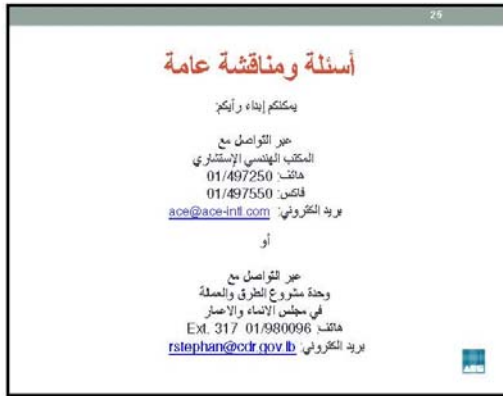 25
أسئلة ومناقشة عامة
يمكنكم إبداء رأيكم:
عبر التواصل مع
المكتب الهندسي الإستشاري
هاتف: 01/497250
فاكس: 01/497550
بريد الكتروني: ace@ace-intl.com
أو
عبر التواصل مع
وحدة مشروع الطرق والعمالة
في مجلس الانماء والاعمار
هاتف: 01/980096 Ext. 317
بريد الكتروني: rstephan@cdr.gov.lb